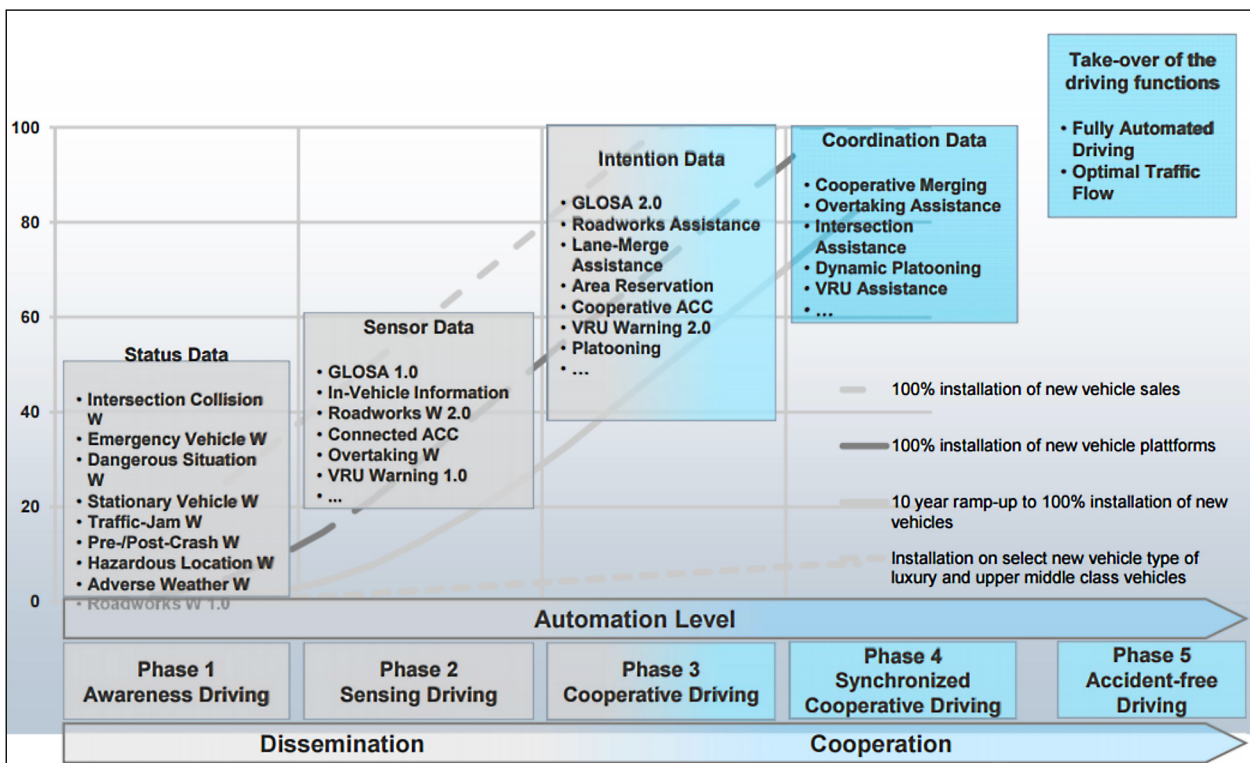 Take-over of the
driving functions
• Fully Automated
Driving
• Optimal Traffic
Flow
100
80
60
40
20
0
Intention Data
• GLOSA 2.0
• Roadworks Assistance
• Lane-Merge
Assistance
• Area Reservation
• Cooperative ACC
• VRU Warning 2.0
• Platooning
• ...
Coordination Data
• Cooperative Merging
• Overtaking Assistance
• Intersection
Assistance
• Dynamic Platooning
• VRU Assistance
• ...
Sensor Data
• GLOSA 1.0
• In-Vehicle Information
• Roadworks W 2.0
• Connected ACC
• Overtaking W
• VRU Warning 1.0
• ...
Status Data
• Intersection Collision
W
• Emergency Vehicle W
• Dangerous Situation
W
• Stationary Vehicle W
• Traffic-Jam W
• Pre-/Post-Crash W
• Hazardous Location W
• Adverse Weather W
• Roadworks W 1.0
100% installation of new vehicle sales
100% installation of new vehicle plattforms
10 year ramp-up to 100% installation of new
vehicles
Installation on select new vehicle type of
luxury and upper middle class vehicles
Automation Level
Phase 1
Awareness Driving
Phase 2
Sensing Driving
Phase 3
Cooperative Driving
Phase 4
Synchronized
Cooperative Driving
Phase 5
Accident-free
Driving
Dissemination
Cooperation